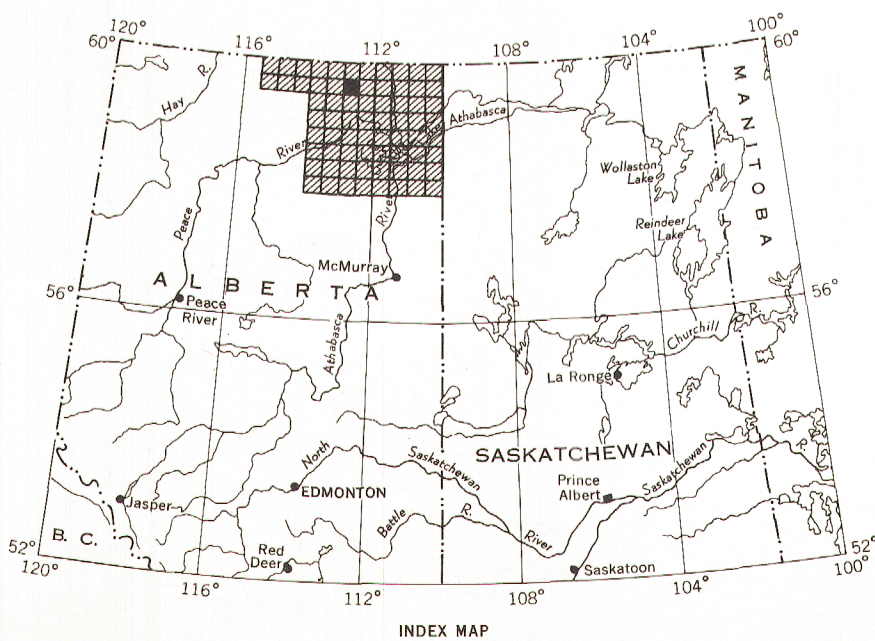 120°
60°
116°
112°
108°
104°
100°
60°
Hay R.
River
Lake Athabasca
MANITOBA
Wollaston
Lake
Reindeer
Lake
Peace
River
McMurray
ALBERTA
56°
56°
Peace
River
Athabasca
Churchill R.
La Ronge
North Saskatchewan
SASKATCHEWAN
Jasper
EDMONTON
Prince
Albert
Saskatchewan
Battle R.
River
B. C.
Red
Deer
Saskatoon
52°
120°
116°
112°
108°
104°
52°
100°
INDEX MAP